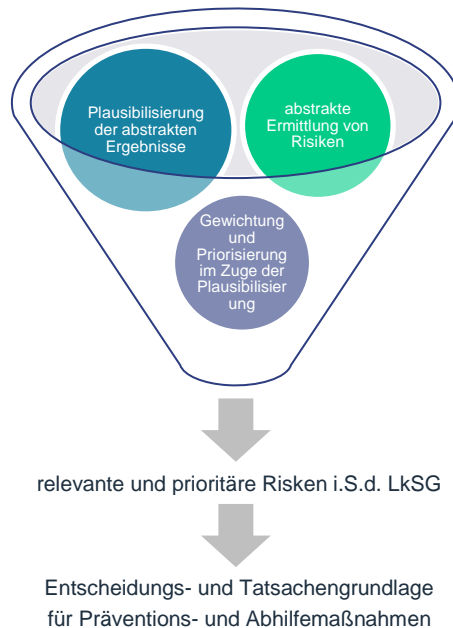 Plausibilisierung
der abstrakten
Ergebnisse
abstrakte
Ermittlung von
Risiken
Gewichtung
und
Priorisierung
im Zuge der
Plausibilisier
ung
relevante und prioritäre Risiken i.S.d. LkSG
Entscheidungs- und Tatsachengrundlage
für Präventions- und Abhilfemaßnahmen